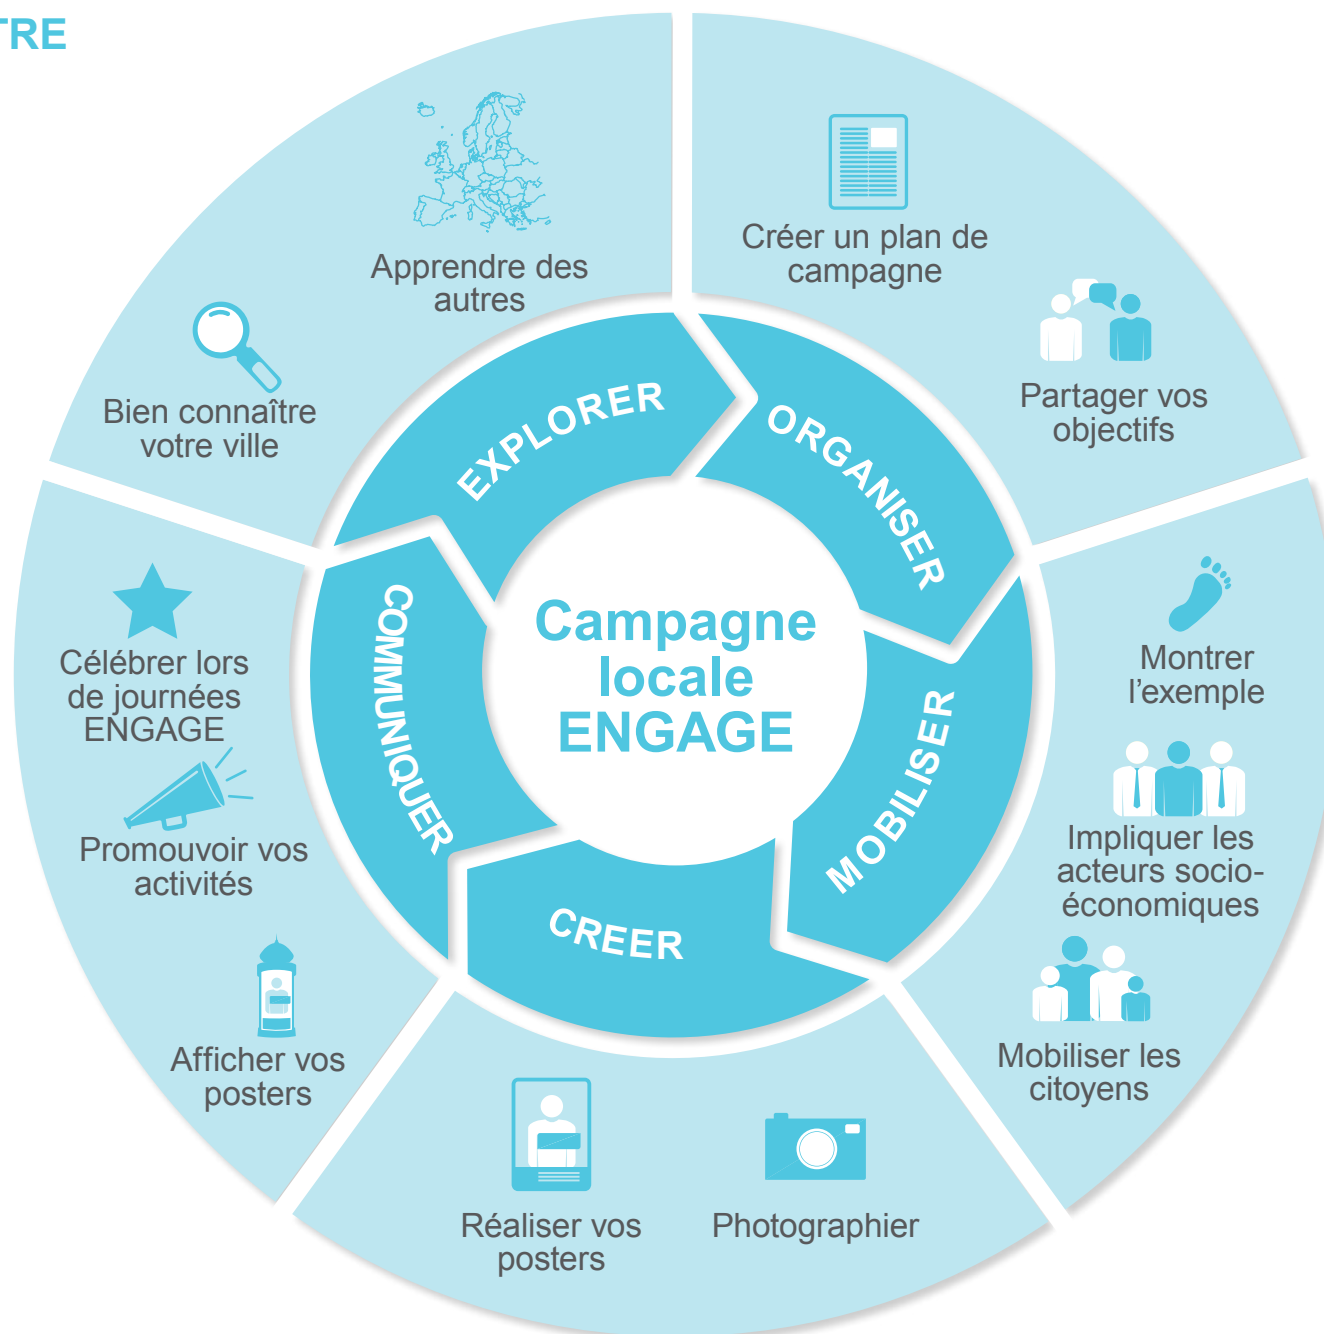 TRE
Apprendre des
autres
Bien connaître
votre ville
Créer un plan de
campagne
Partager vos
objectifs
EXPLORER
ORGANISER
MOBILISER
CREER
COMMUNIQUER
Campagne
locale
ENGAGE
Montrer
l’exemple
Impliquer les
acteurs socio-
économiques
Mobiliser les
citoyens
Photographier
Réaliser vos
posters
Célébrer lors
de journées
ENGAGE
Promouvoir vos
activités
Afficher vos
posters